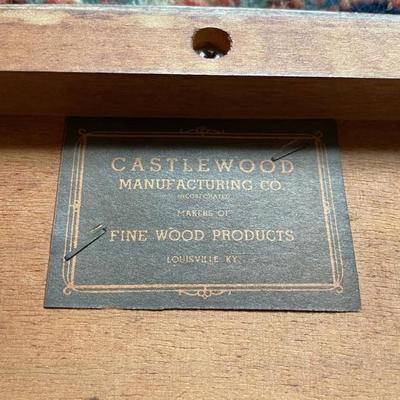 CASTLEWOOD
MANUFACTURING CO.
INCORPORATED
MAKERS OF
FINE WOOD PRODUCTS
LOUISVILLE KY.